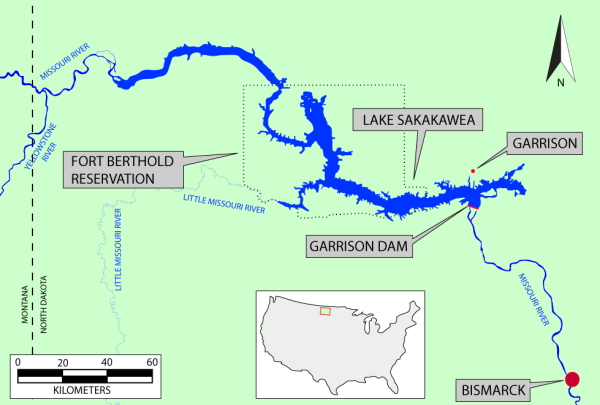 MISSOURI RIVER
N
YELLOWSTONE
RIVER
LAKE SAKAKAWEA
GARRISON
FORT BERTHOLD
RESERVATION
LITTLE MISSOURI RIVER
LITTLE MISSOURI RIVER
GARRISON DAM
MISSOURI RIVER
MONTANA
NORTH DAKOTA
0 20 40 60
KILOMETERS
BISMARCK